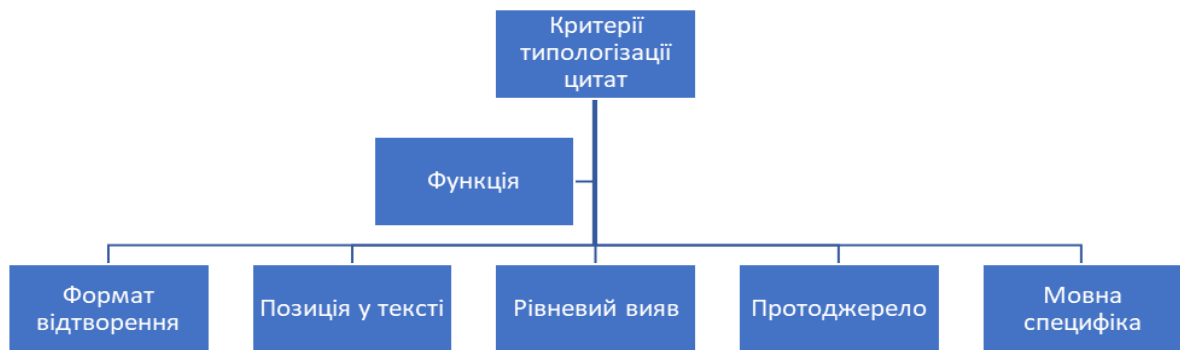 Критерії
типологізації
цитат
Функція
Формат
відтворення
Позиція у тексті
Рівневий вияв
Протоджерело
Мовна
специфіка